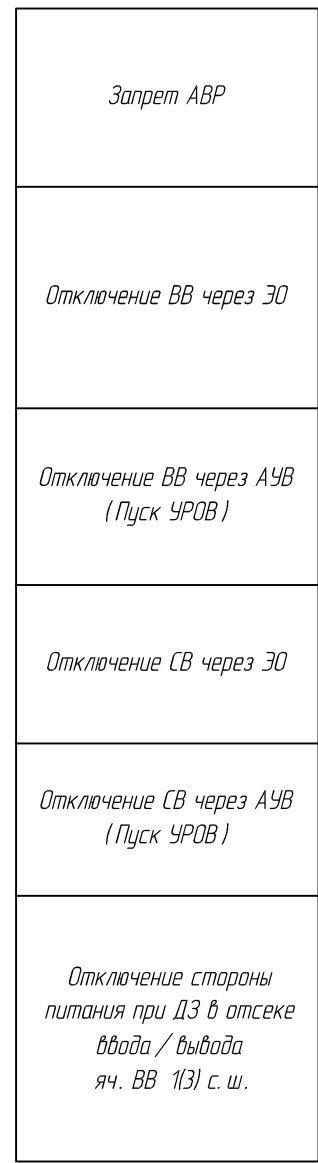 Запрет АВР
Отключение ВВ через ЭО
Отключение ВВ через АУВ
(Пуск УРОВ)
Отключение СВ через ЭО
Отключение СВ через АУВ
(Пуск УРОВ)
Отключение стороны
питания при ДЗ в отсеке
ввода / вывода
яч. ВВ 1(3) с. ш.